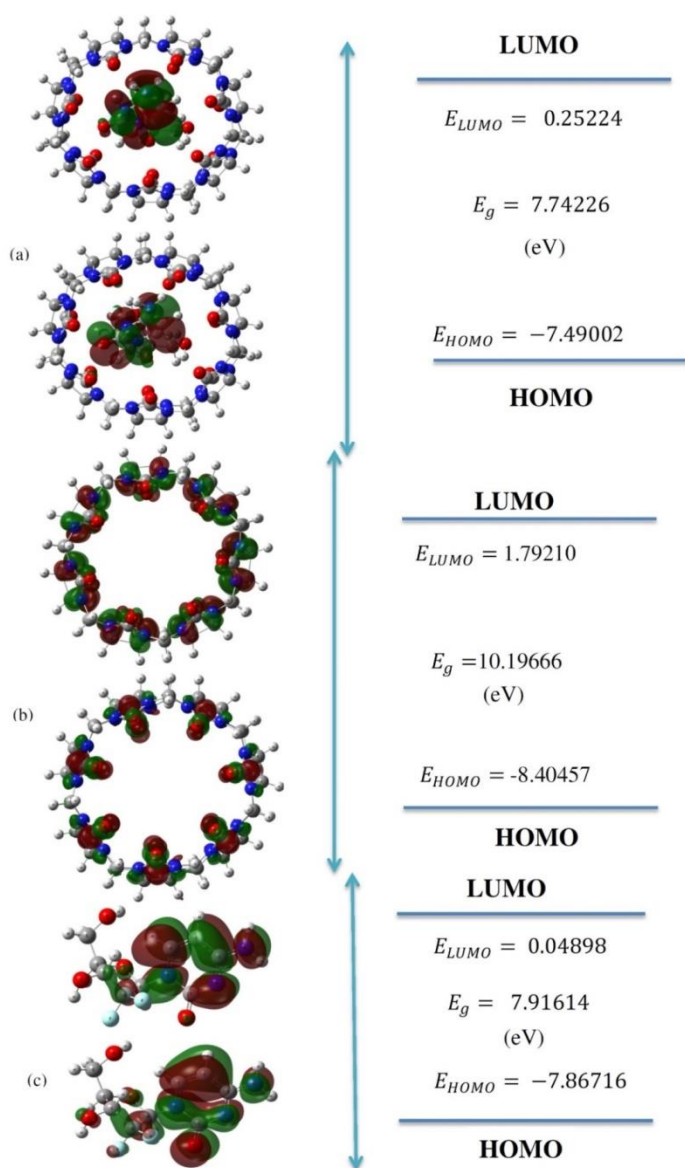 LUMO
E_LUMO = 0.25224
E_g = 7.74226
(eV)
(a)
E_HOMO = −7.49002
HOMO
LUMO
E_LUMO = 1.79210
E_g =10.19666
(eV)
(b)
E_HOMO = -8.40457
HOMO
LUMO
E_LUMO = 0.04898
E_g = 7.91614
(eV)
(c)
E_HOMO = −7.86716
HOMO